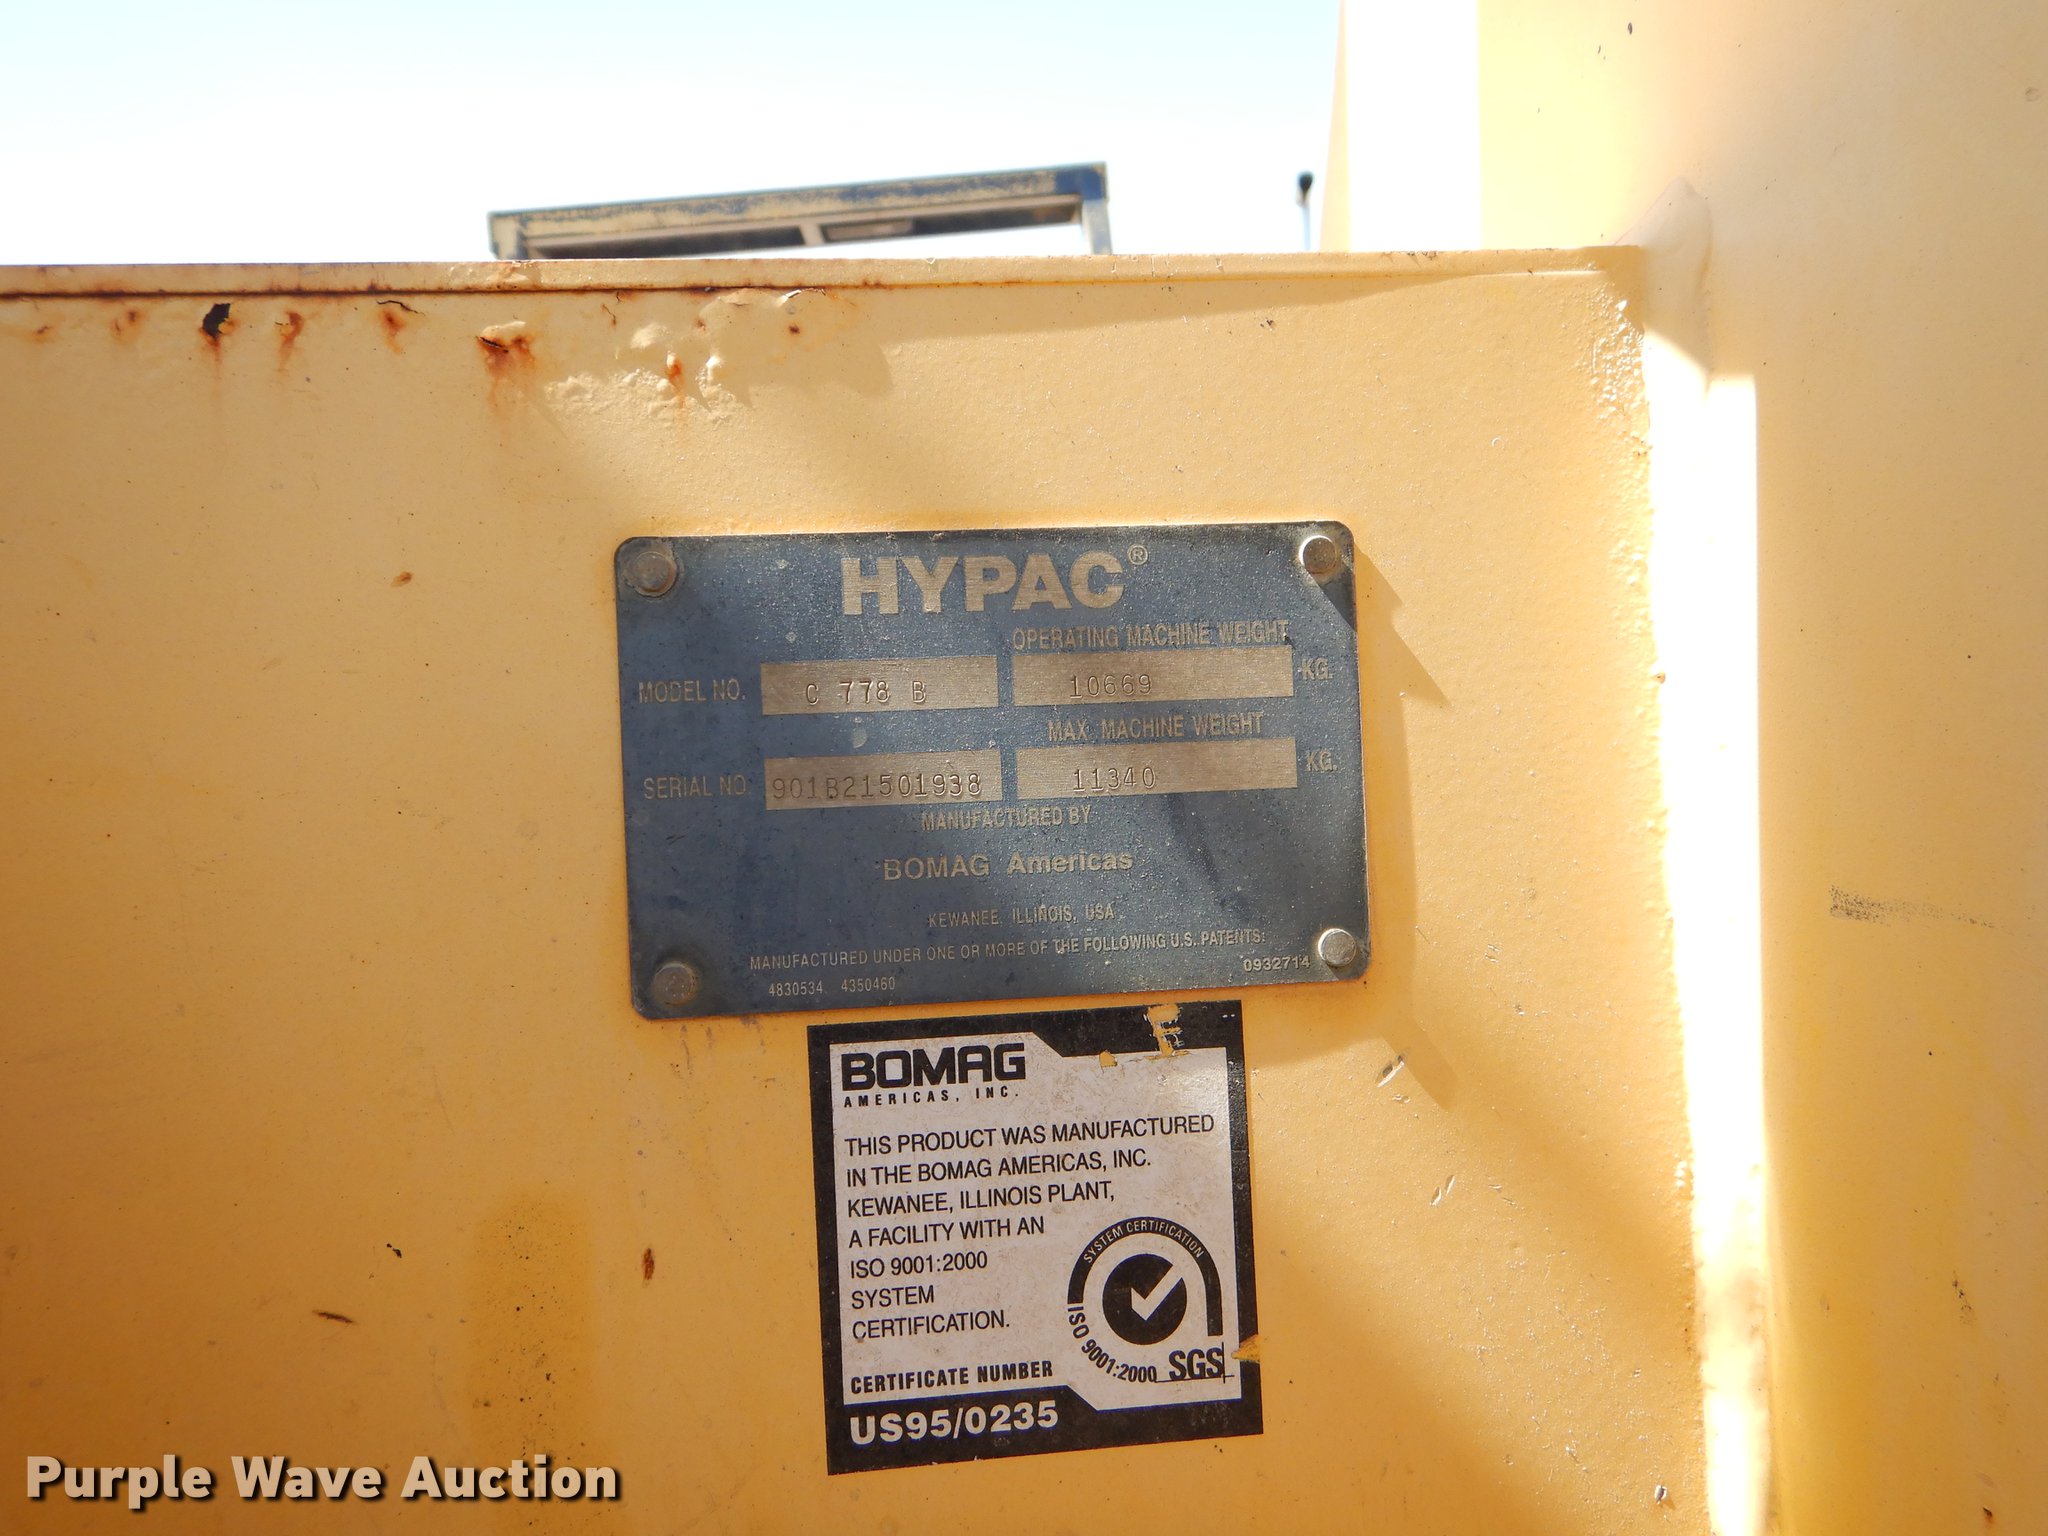 HYPAC®
OPERATING MACHINE WEIGHT
MODEL NO. C 778 B 10669 KG.
MAX. MACHINE WEIGHT
SERIAL NO. 901B21501938 11340 KG.
MANUFACTURED BY
BOMAG Americas
KEWANEE, ILLINOIS, USA
MANUFACTURED UNDER ONE OR MORE OF THE FOLLOWING U.S. PATENTS:
4830534, 4350460 0932714
BOMAG
AMERICAS, INC.
THIS PRODUCT WAS MANUFACTURED
IN THE BOMAG AMERICAS, INC.
KEWANEE, ILLINOIS PLANT,
A FACILITY WITH AN
ISO 9001:2000
SYSTEM
CERTIFICATION.
SYSTEM CERTIFICATION
ISO 9001:2000
SGS
CERTIFICATE NUMBER
US95/0235
Purple Wave Auction